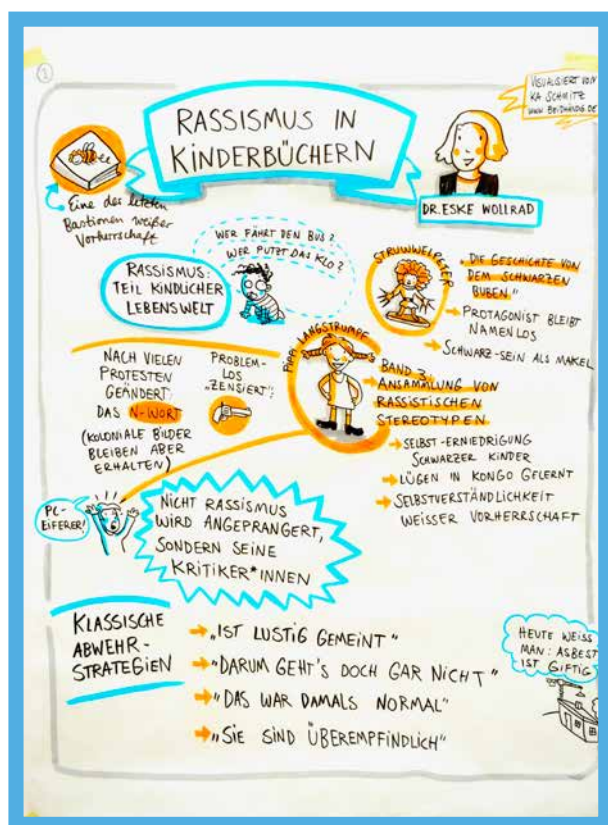 1
VISUALISIERT VON
KA SCHMITZ
WWW.BEIDHÄNDIG.DE
RASSISMUS IN
KINDERBÜCHERN
DR. ESKE WOLLRAD
Eine der letzten
Bastionen weißer
Vorherrschaft
WER FÄHRT DEN BUS?
WER PUTZT DAS KLO?
RASSISMUS:
TEIL KINDLICHER
LEBENSWELT
STRUWWELPETER
„DIE GESCHICHTE VON
DEM SCHWARZEN
BUBEN"
→ PROTAGONIST BLEIBT
NAMENLOS
→ SCHWARZ-SEIN ALS MAKEL
NACH VIELEN
PROTESTEN
GEÄNDERT:
DAS N-WORT
(KOLONIALE BILDER
BLEIBEN ABER
ERHALTEN)
PROBLEM-
LOS
„ZENSIERT":
PIPPI LANGSTRUMPF
BAND 3:
ANSAMMLUNG VON
RASSISTISCHEN
STEREOTYPEN
→ SELBST-ERNIEDRIGUNG
SCHWARZER KINDER
→ LÜGEN IN KONGO GELERNT
→ SELBSTVERSTÄNDLICHKEIT
WEISSER VORHERRSCHAFT
PC-
EIFERER!
NICHT RASSISMUS
WIRD ANGEPRANGERT,
SONDERN SEINE
KRITIKER*INNEN
KLASSISCHE
ABWEHR-
STRATEGIEN
→ „IST LUSTIG GEMEINT"
→ "DARUM GEHT'S DOCH GAR NICHT"
→ "DAS WAR DAMALS NORMAL"
→ „SIE SIND ÜBEREMPFINDLICH"
HEUTE WEISS
MAN: ASBEST
IST GIFTIG